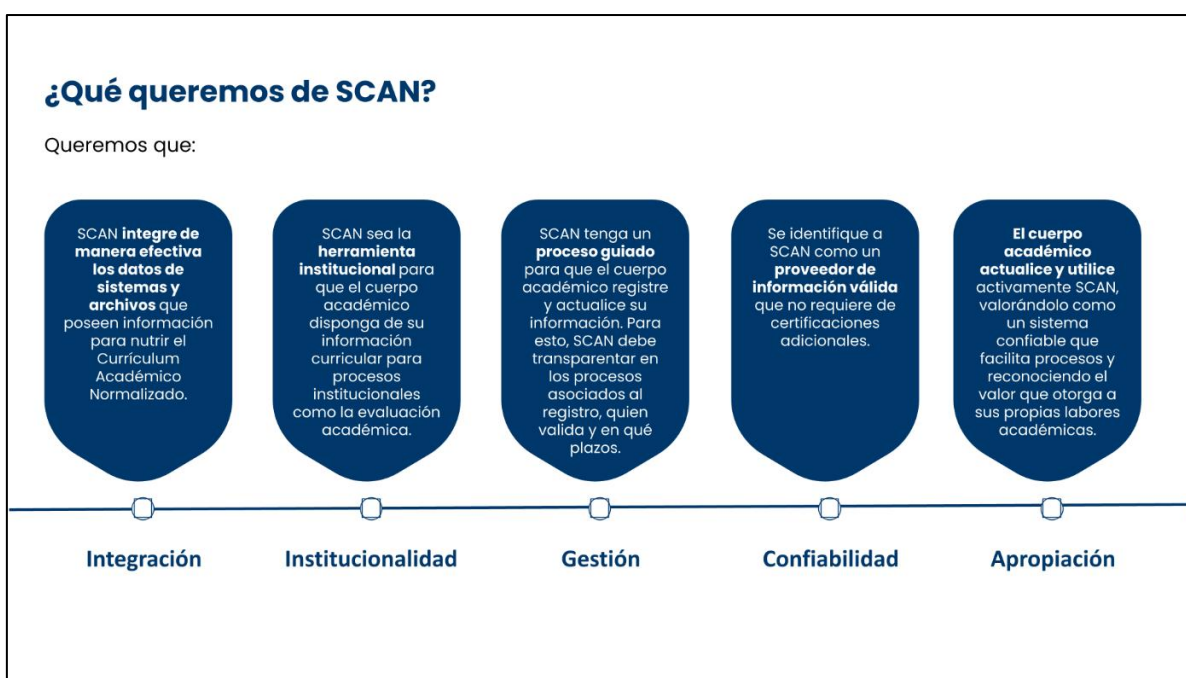 ¿Qué queremos de SCAN?
Queremos que:
SCAN integre de
manera efectiva
los datos de
sistemas y
archivos que
poseen información
para nutrir el
Currículum
Académico
Normalizado.
SCAN sea la
herramienta
institucional para
que el cuerpo
académico
disponga de su
información
curricular para
procesos
institucionales
como la evaluación
académica.
SCAN tenga un
proceso guiado
para que el cuerpo
académico registre
y actualice su
información. Para
esto, SCAN debe
transparentar en
los procesos
asociados al
registro, quien
valida y en qué
plazos.
Se identifique a
SCAN como un
proveedor de
información válida
que no requiere de
certificaciones
adicionales.
El cuerpo
académico
actualice y utilice
activamente SCAN,
valorándolo como
un sistema
confiable que
facilita procesos y
reconociendo el
valor que otorga a
sus propias labores
académicas.
Integración
Institucionalidad
Gestión
Confiabilidad
Apropiación